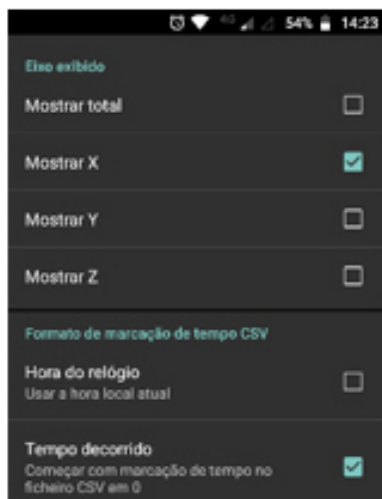 4G 54% 14:23
Eixo exibido
Mostrar total
Mostrar X
Mostrar Y
Mostrar Z
Formato de marcação de tempo CSV
Hora do relógio
Usar a hora local atual
Tempo decorrido
Começar com marcação de tempo no
ficheiro CSV em 0